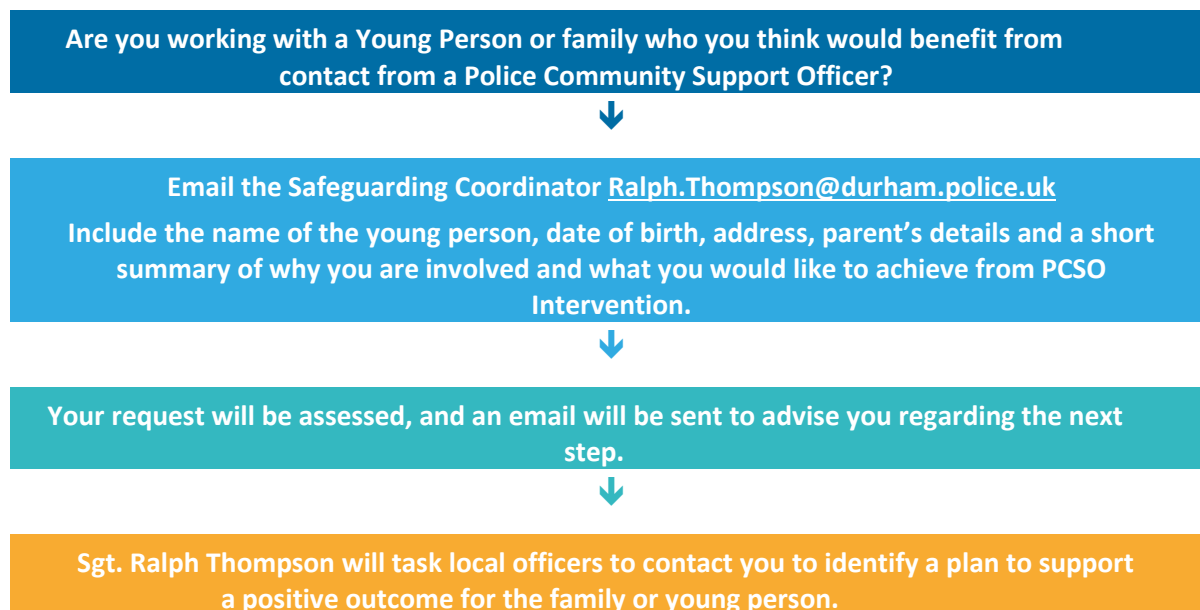 Are you working with a Young Person or family who you think would benefit from
contact from a Police Community Support Officer?
Email the Safeguarding Coordinator Ralph.Thompson@durham.police.uk
Include the name of the young person, date of birth, address, parent's details and a short
summary of why you are involved and what you would like to achieve from PCSO
Intervention.
Your request will be assessed, and an email will be sent to advise you regarding the next
step.
Sgt. Ralph Thompson will task local officers to contact you to identify a plan to support
a positive outcome for the family or young person.